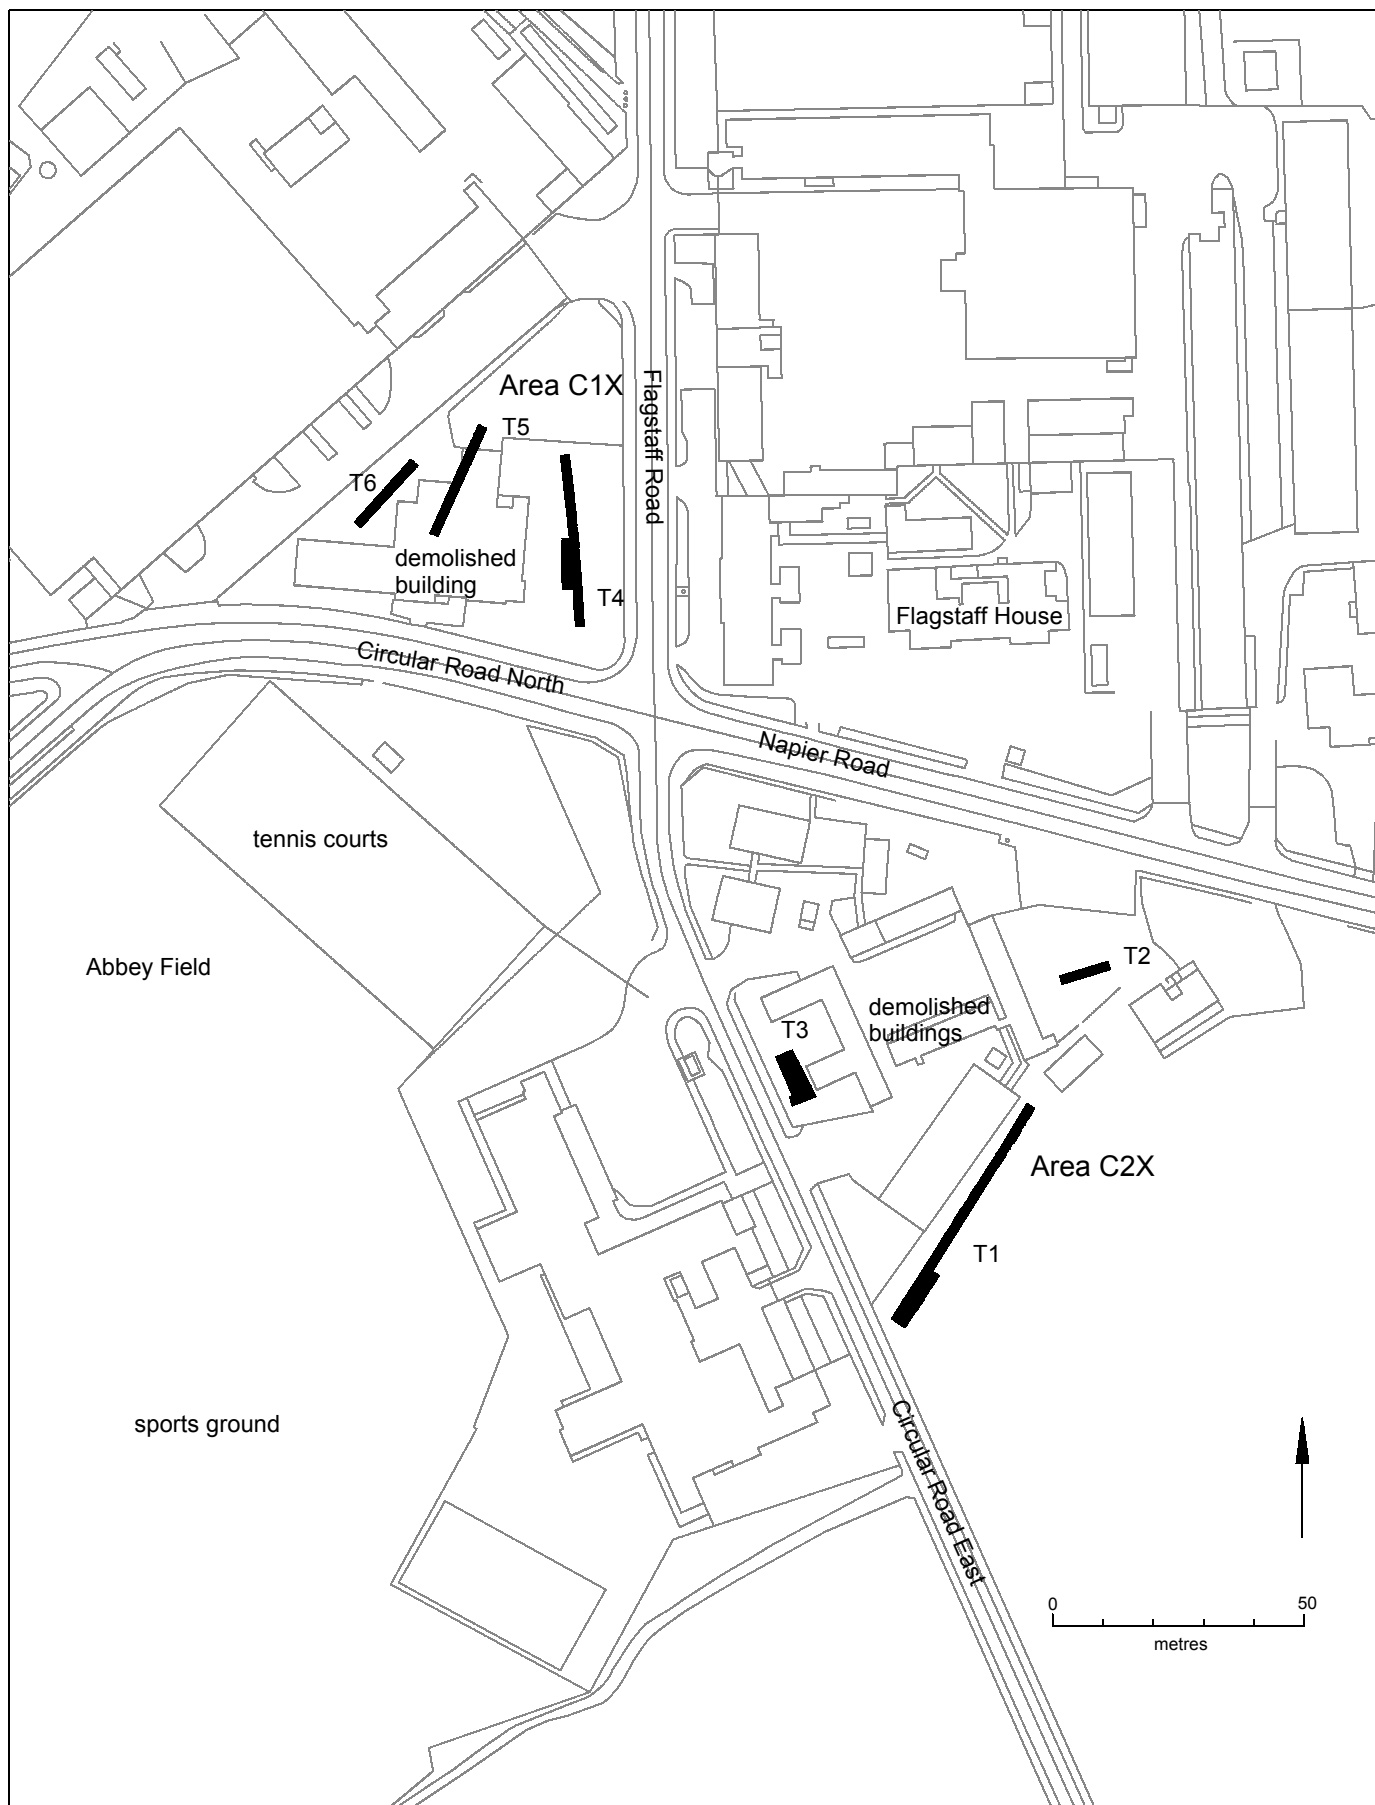 Area C1X
Flagstaff Road
T5
T6
demolished
building
T4
Flagstaff House
Circular Road North
Napier Road
tennis courts
Abbey Field
T2
demolished
buildings
T3
Area C2X
T1
sports ground
Circular Road East
0 50
metres